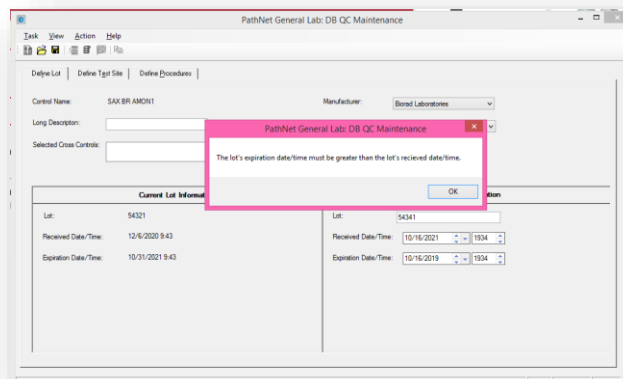 PathNet General Lab: DB QC Maintenance
Task View Action Help
Define Lot Define Test Site Define Procedures
Control Name: SAX BR AMON1 Manufacturer: Biorad Laboratories
Long Descripton:
PathNet General Lab: DB QC Maintenance
Selected Cross Controls:
The lot's expiration date/time must be greater than the lot's recieved date/time.
OK
Current Lot Informat
tion
Lot: 54321 Lot: 54341
Received Date/Time: 12/6/2020 9:43 Received Date/Time: 10/16/2021 1934
Expiration Date/Time: 10/31/2021 9:43 Expiration Date/Time: 10/16/2019 1934